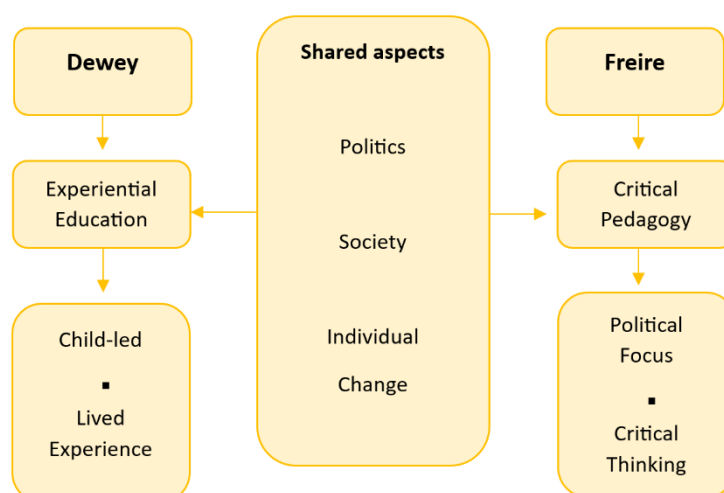 Dewey
Experiential
Education
Child-led
▪
Lived
Experience
Shared aspects
Politics
Society
Individual
Change
Freire
Critical
Pedagogy
Political
Focus
▪
Critical
Thinking